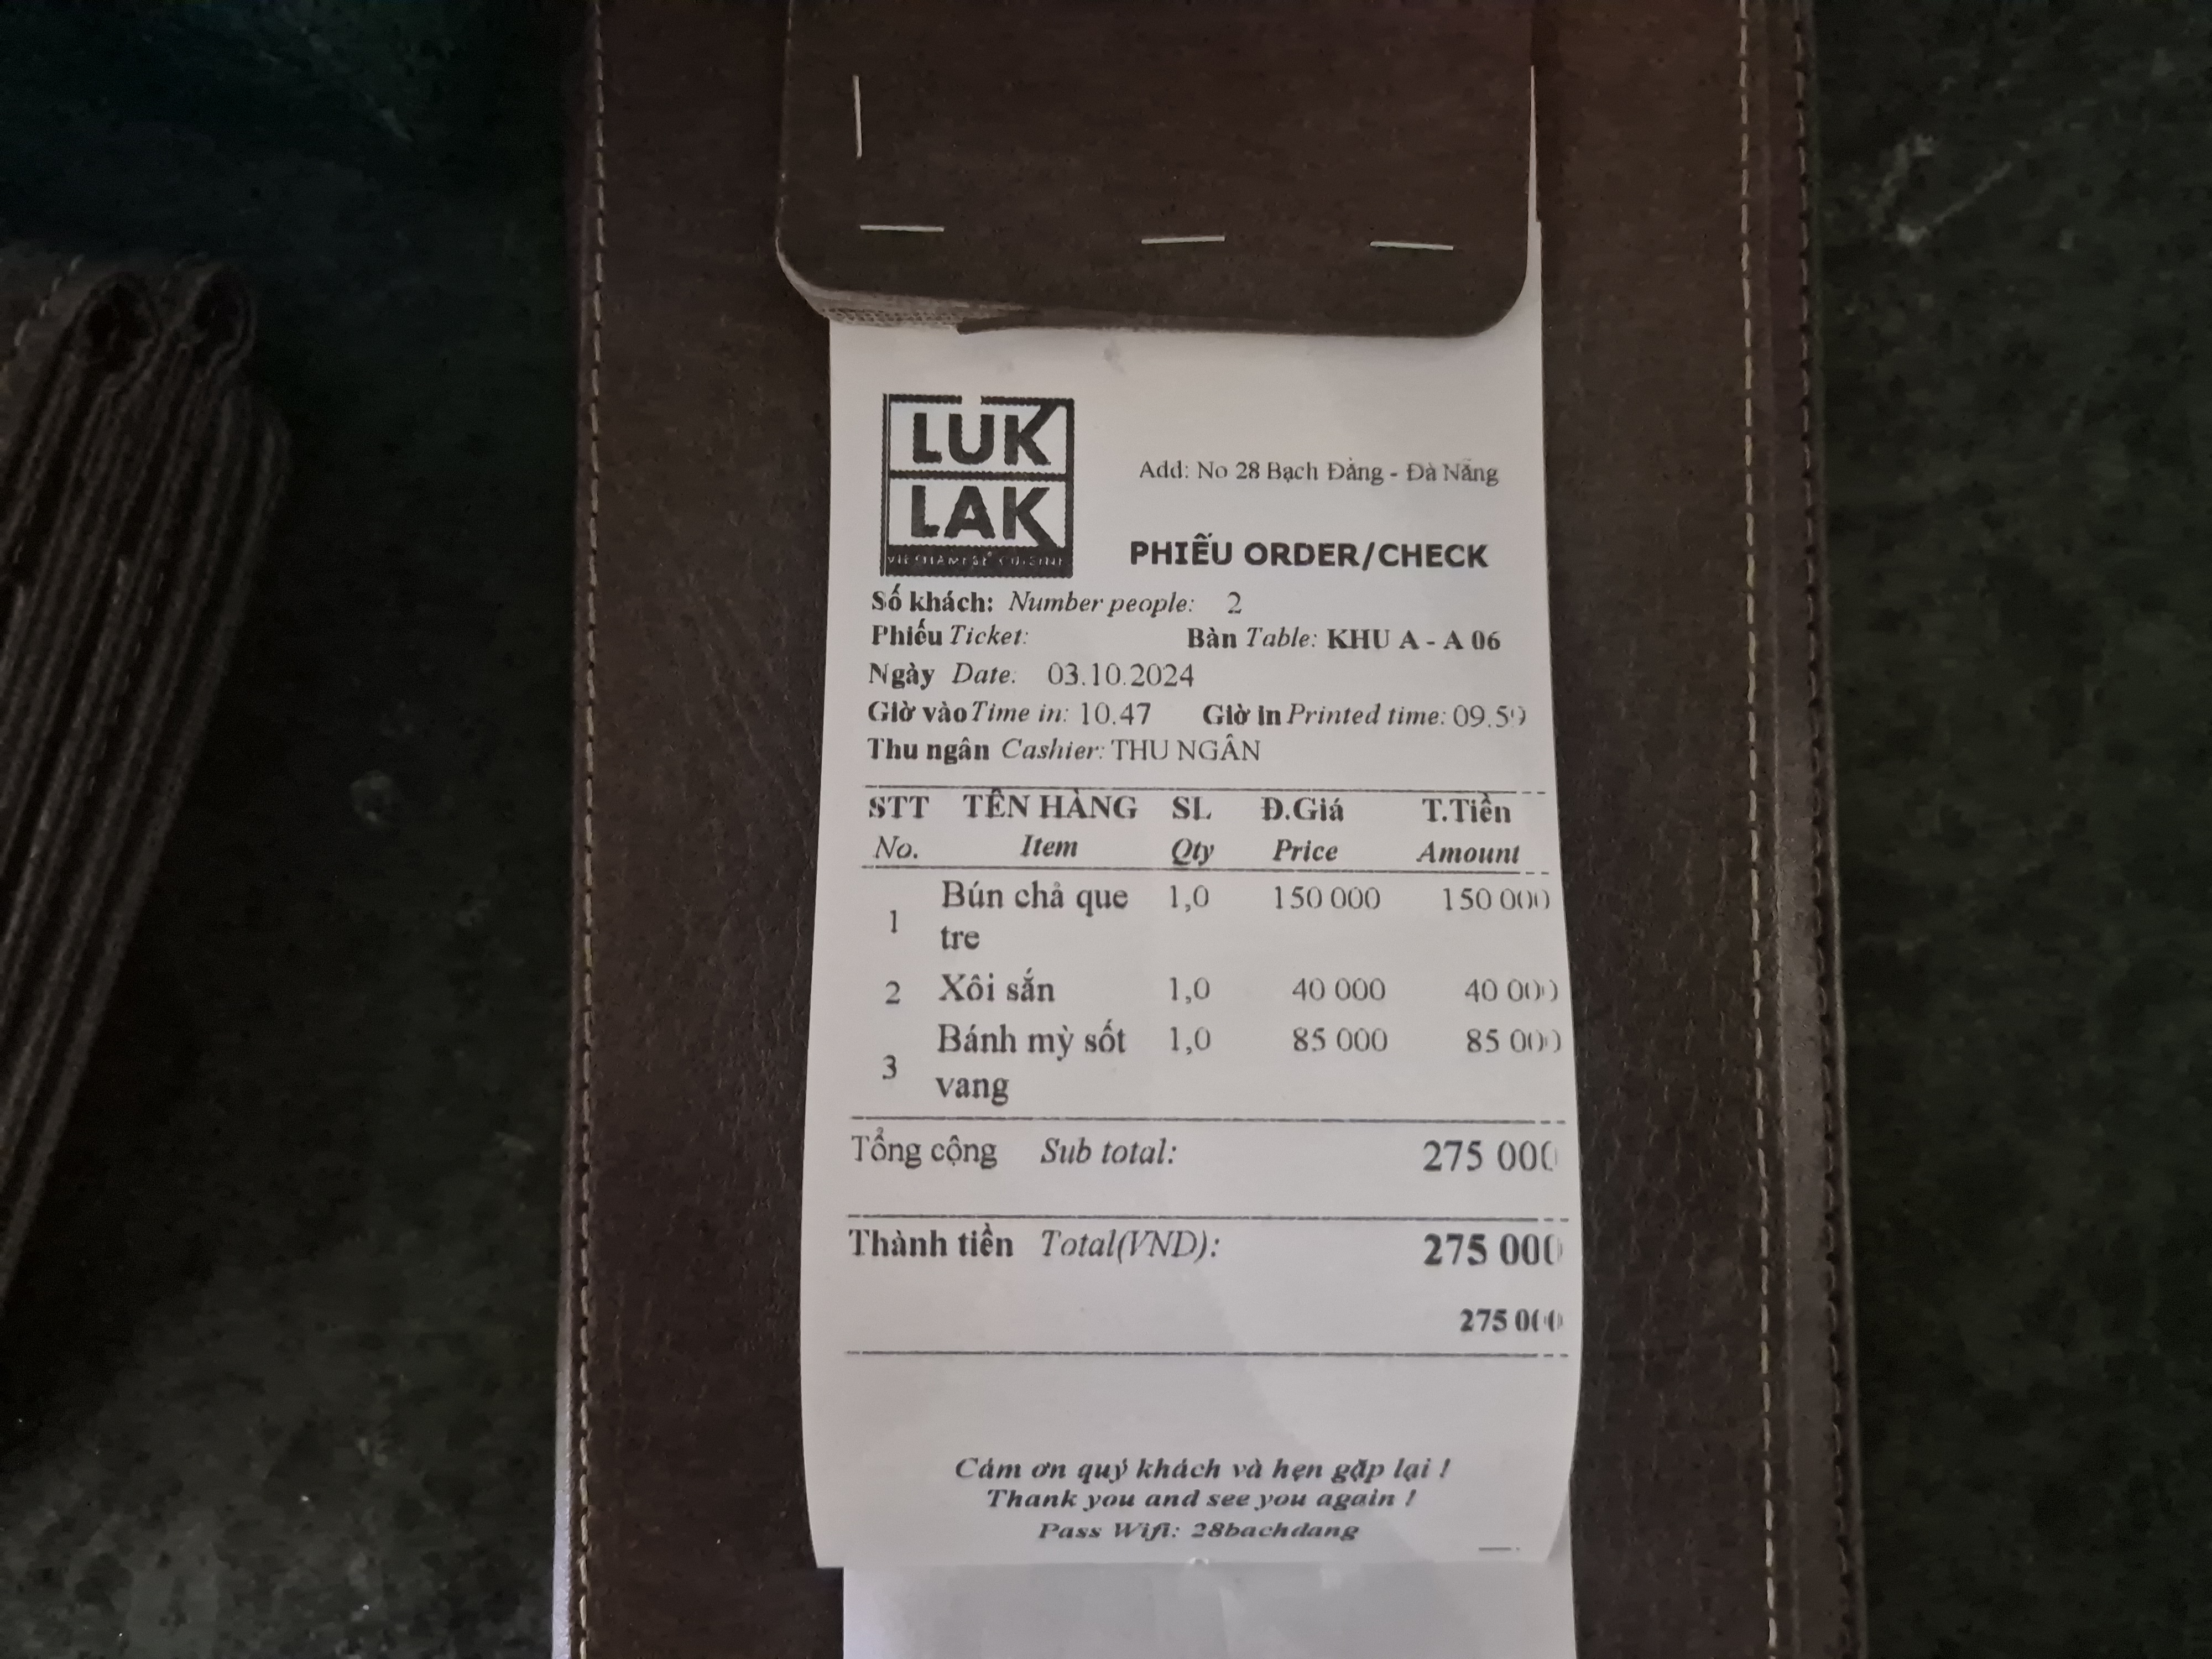 LUK
LAK
VIETNAMESE CUISINE
Add: No 28 Bạch Đằng - Đà Nẵng
PHIẾU ORDER/CHECK
Số khách: Number people: 2
Phiếu Ticket: Bàn Table: KHU A - A 06
Ngày Date: 03.10.2024
Giờ vào Time in: 10.47 Giờ in Printed time: 09.59
Thu ngân Cashier: THU NGÂN
STT TÊN HÀNG SL Đ.Giá T.Tiền
No. Item Qty Price Amount
1 Bún chả que tre 1,0 150 000 150 000
2 Xôi sắn 1,0 40 000 40 000
3 Bánh mỳ sốt vang 1,0 85 000 85 000
Tổng cộng Sub total: 275 000
Thành tiền Total(VND): 275 000
275 000
Cám ơn quý khách và hẹn gặp lại !
Thank you and see you again !
Pass Wifi: 28bachdang